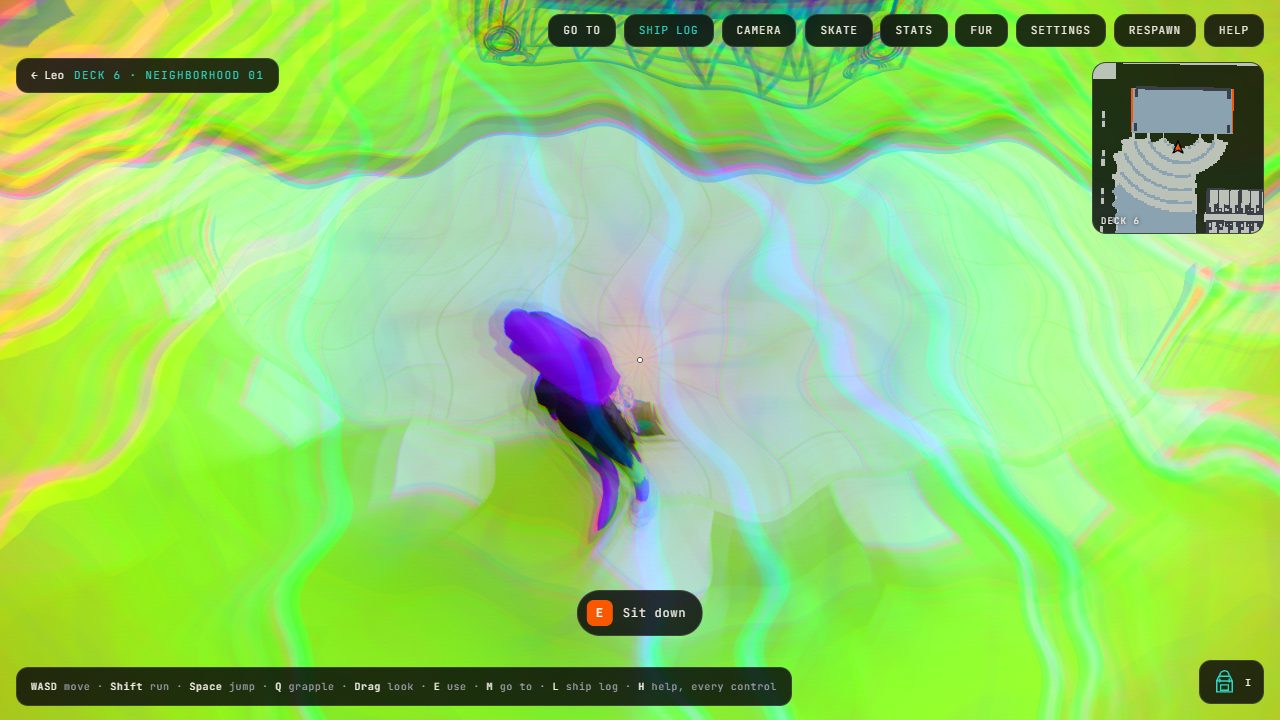 GO TO
SHIP LOG
CAMERA
SKATE
STATS
FUR
SETTINGS
RESPAWN
HELP
← Leo DECK 6 · NEIGHBORHOOD 01
DECK 6
E Sit down
WASD move · Shift run · Space jump · Q grapple · Drag look · E use · M go to · L ship log · H help, every control
I